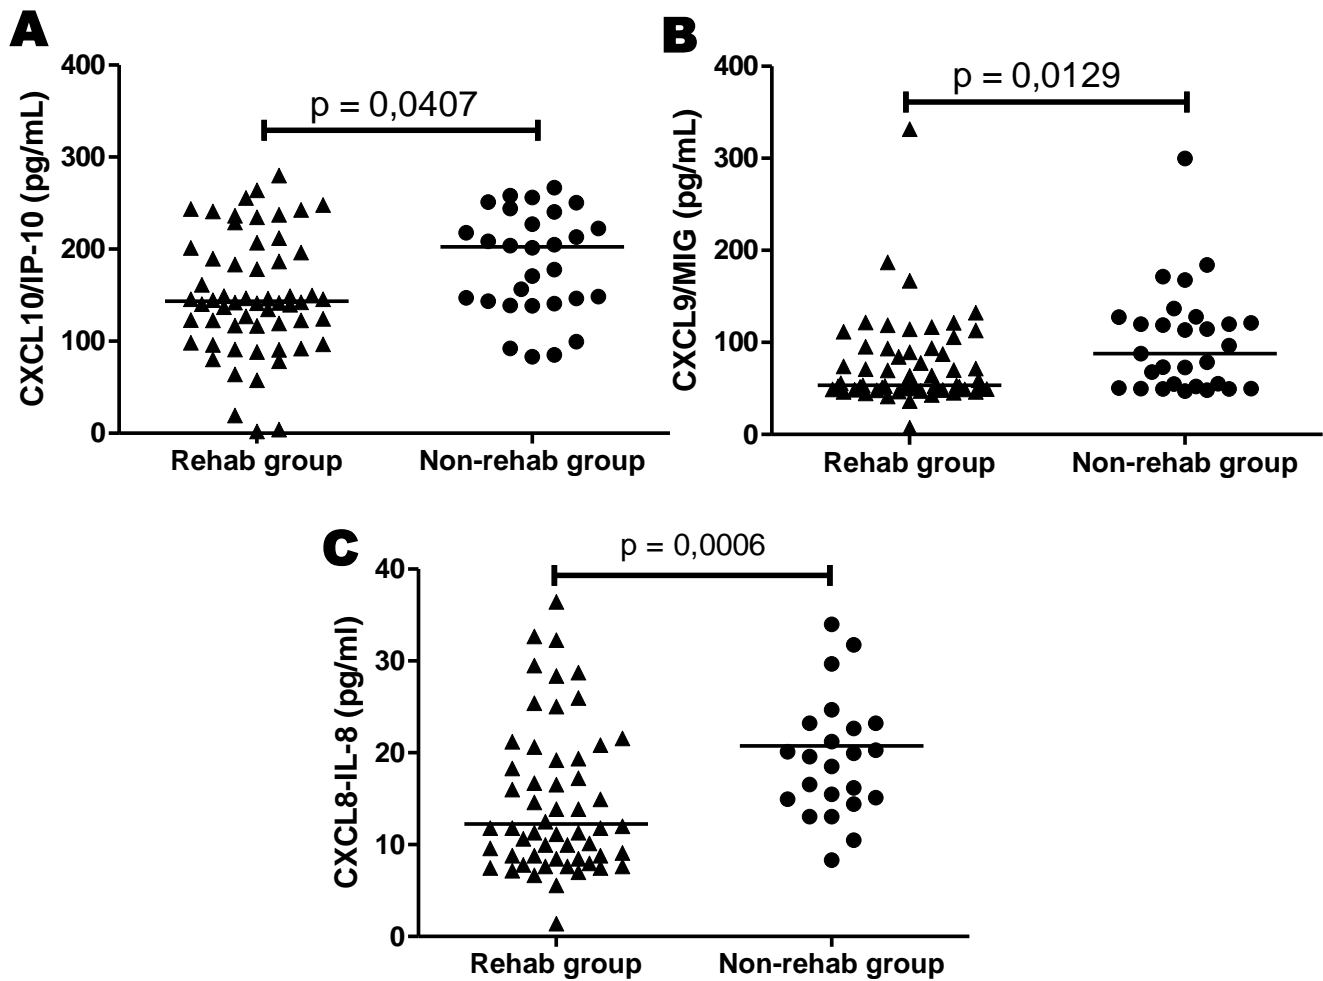 A
CXCL10/IP-10 (pg/mL)
400
300
200
100
0
p = 0,0407
Rehab group
Non-rehab group
B
CXCL9/MIG (pg/mL)
400
300
200
100
0
p = 0,0129
Rehab group
Non-rehab group
C
CXCL8-IL-8 (pg/ml)
40
30
20
10
0
p = 0,0006
Rehab group
Non-rehab group